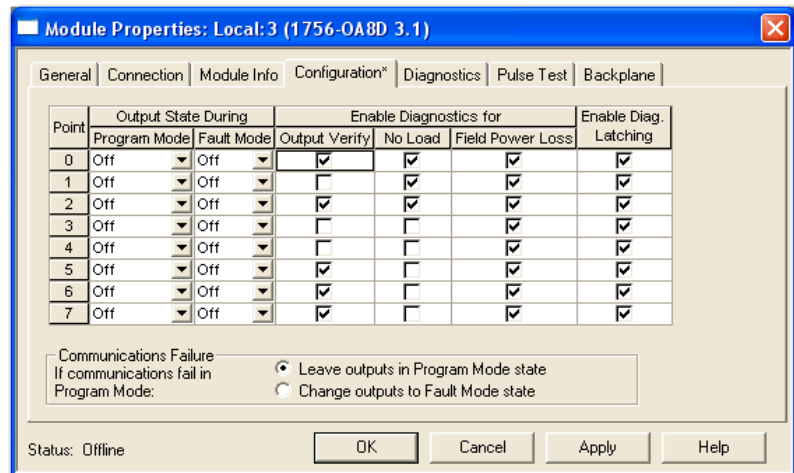 Module Properties: Local:3 (1756-OA8D 3.1)
General Connection Module Info Configuration* Diagnostics Pulse Test Backplane
Point Output State During Enable Diagnostics for Enable Diag. Latching
Program Mode Fault Mode Output Verify No Load Field Power Loss
0 Off Off
1 Off Off
2 Off Off
3 Off Off
4 Off Off
5 Off Off
6 Off Off
7 Off Off
Communications Failure
If communications fail in Program Mode:
Leave outputs in Program Mode state
Change outputs to Fault Mode state
Status: Offline
OK Cancel Apply Help